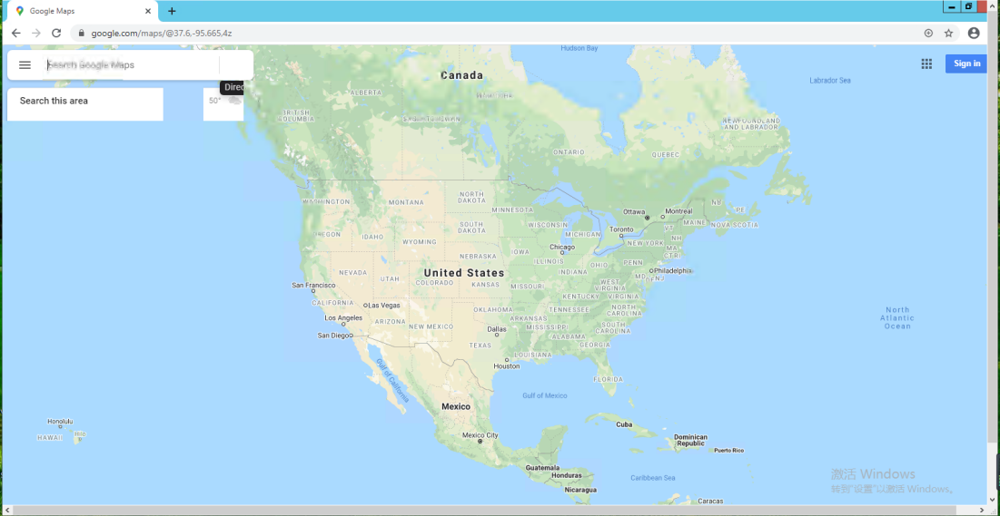 Google Maps
google.com/maps/@37.6,-95.665,4z
Search Google Maps
Sign in
Direc
Search this area
50°
Hudson Bay
Canada
Labrador Sea
ALBERTA
BRITISH
COLUMBIA
NEWFOUNDLAND
AND LABRADOR
ONTARIO
QUEBEC
WASHINGTON
MONTANA
NORTH
DAKOTA
MINNESOTA
Ottawa
Montreal
NB
PE
NOVA SCOTIA
MAINE
IDAHO
SOUTH
DAKOTA
WISCONSIN
MICHIGAN
Toronto
VT
NH
WYOMING
Chicago
NEW YORK
MA
IOWA
NEBRASKA
ILLINOIS
OHIO
PENN
CT RI
NEVADA
UTAH
United States
COLORADO
KANSAS
MISSOURI
INDIANA
Philadelphia
WEST
VIRGINIA
MD
San Francisco
KENTUCKY
VIRGINIA
CALIFORNIA
Las Vegas
OKLAHOMA
TENNESSEE
NORTH
CAROLINA
Los Angeles
ARIZONA
NEW MEXICO
ARKANSAS
MISSISSIPPI
SOUTH
CAROLINA
San Diego
Dallas
ALABAMA
TEXAS
GEORGIA
LOUISIANA
Houston
FLORIDA
North
Atlantic
Ocean
Gulf of California
Gulf of Mexico
Mexico
Honolulu
HAWAII
Hilo
Mexico City
Cuba
Dominican
Republic
Puerto Rico
Guatemala
Honduras
Nicaragua
Caribbean Sea
Caracas
激活 Windows
转到"设置"以激活 Windows。